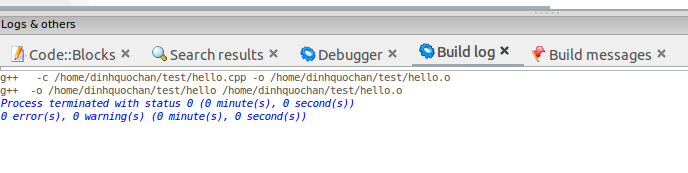 Logs & others
Code::Blocks × Search results × Debugger × Build log × Build messages ×
g++   -c /home/dinhquochan/test/hello.cpp -o /home/dinhquochan/test/hello.o
g++  -o /home/dinhquochan/test/hello /home/dinhquochan/test/hello.o
Process terminated with status 0 (0 minute(s), 0 second(s))
0 error(s), 0 warning(s) (0 minute(s), 0 second(s))